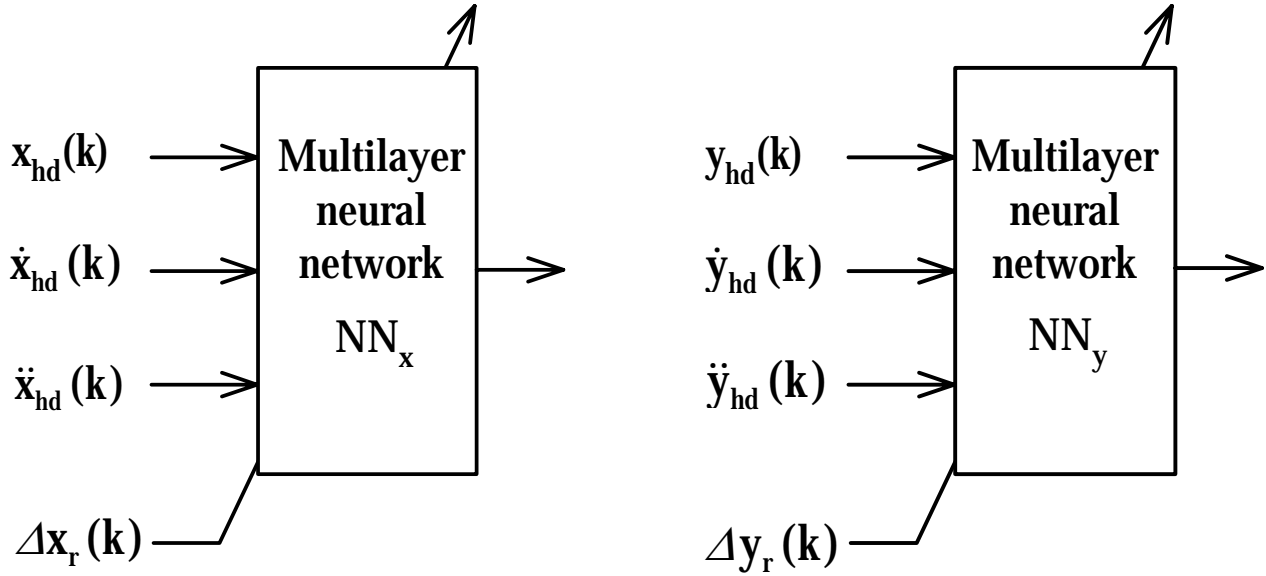 x_hd(k)
ẋ_hd(k)
ẍ_hd(k)
Δx_r(k)
Multilayer
neural
network
NN_x
y_hd(k)
ẏ_hd(k)
ÿ_hd(k)
Δy_r(k)
Multilayer
neural
network
NN_y